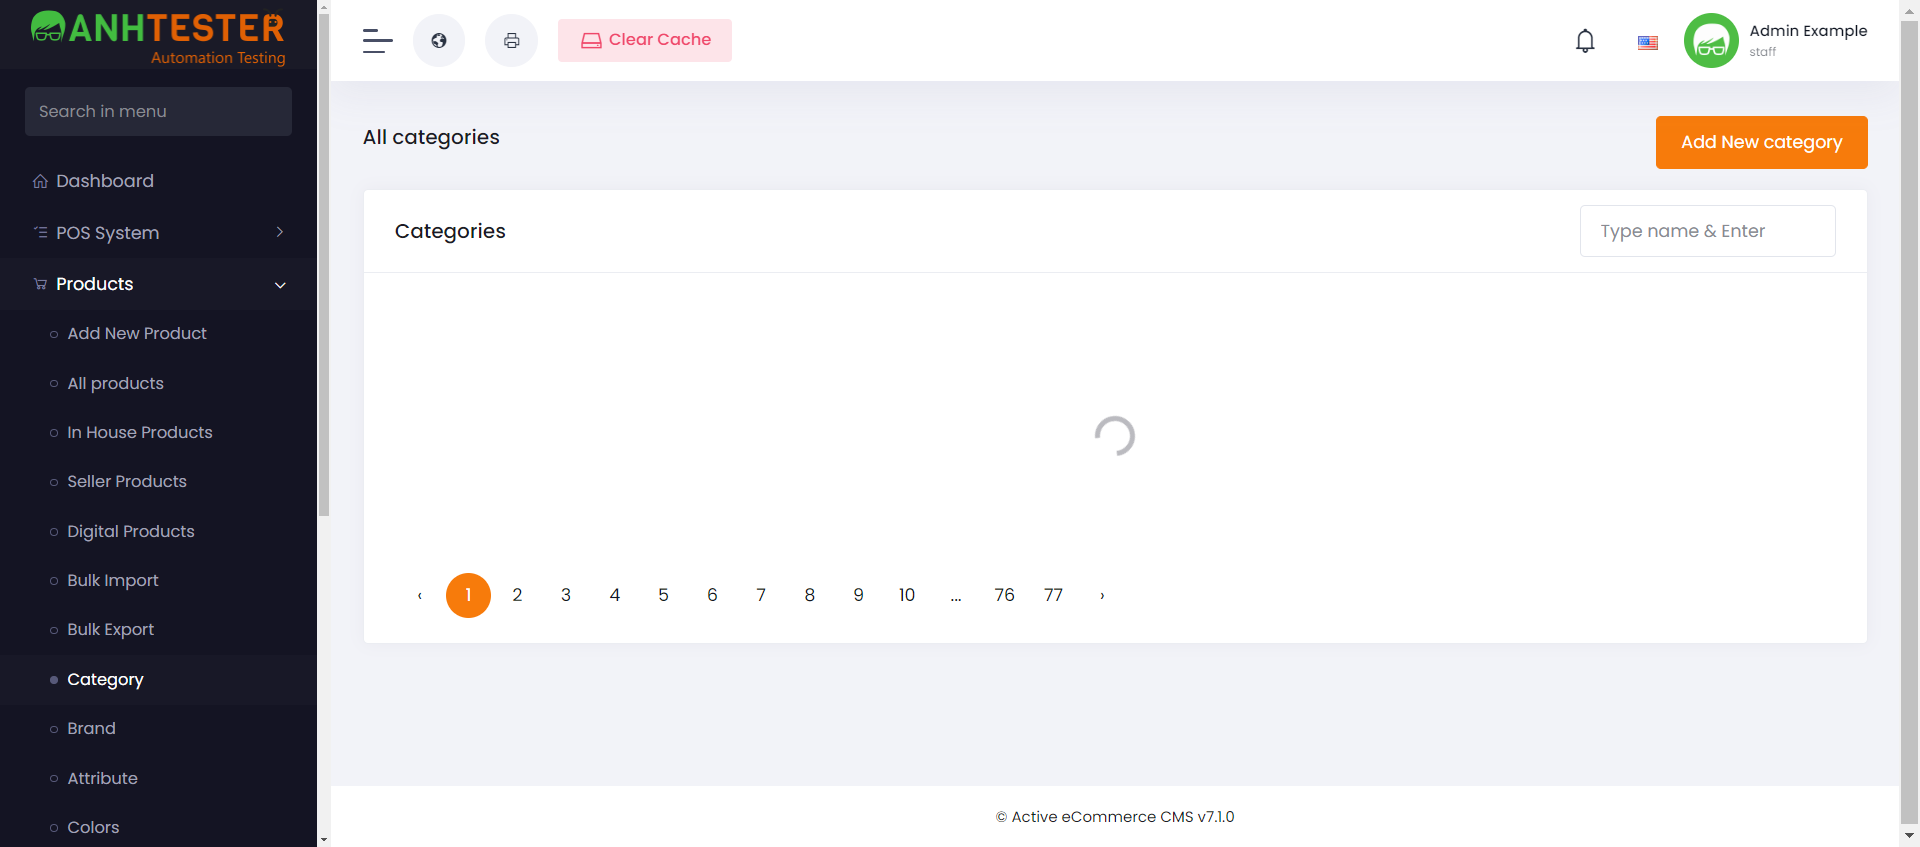 ANHTESTER
Automation Testing
Search in menu
Dashboard
POS System
Products
Add New Product
All products
In House Products
Seller Products
Digital Products
Bulk Import
Bulk Export
Category
Brand
Attribute
Colors
Clear Cache
Admin Example
staff
All categories
Add New category
Categories
Type name & Enter
‹ 1 2 3 4 5 6 7 8 9 10 ... 76 77 ›
© Active eCommerce CMS v7.1.0